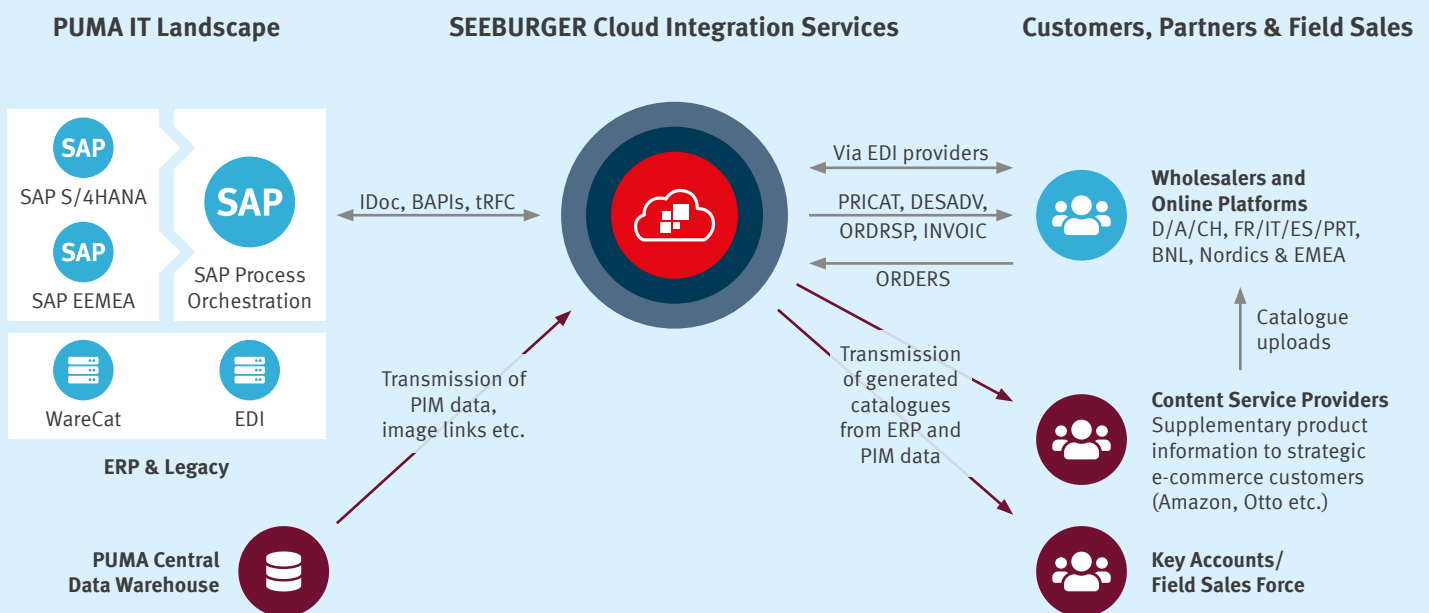 PUMA IT Landscape
SEEBURGER Cloud Integration Services
Customers, Partners & Field Sales
SAP
SAP S/4HANA
SAP
SAP EEMEA
SAP
SAP Process
Orchestration
WareCat
EDI
ERP & Legacy
PUMA Central
Data Warehouse
IDoc, BAPIs, tRFC
Transmission of
PIM data,
image links etc.
Via EDI providers
PRICAT, DESADV,
ORDRSP, INVOIC
ORDERS
Transmission
of generated
catalogues
from ERP and
PIM data
Wholesalers and
Online Platforms
D/A/CH, FR/IT/ES/PRT,
BNL, Nordics & EMEA
Catalogue
uploads
Content Service Providers
Supplementary product
information to strategic
e-commerce customers
(Amazon, Otto etc.)
Key Accounts/
Field Sales Force